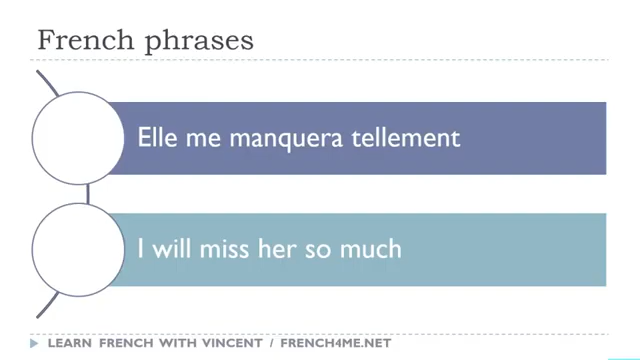 French phrases
Elle me manquera tellement
I will miss her so much
LEARN FRENCH WITH VINCENT / FRENCH4ME.NET